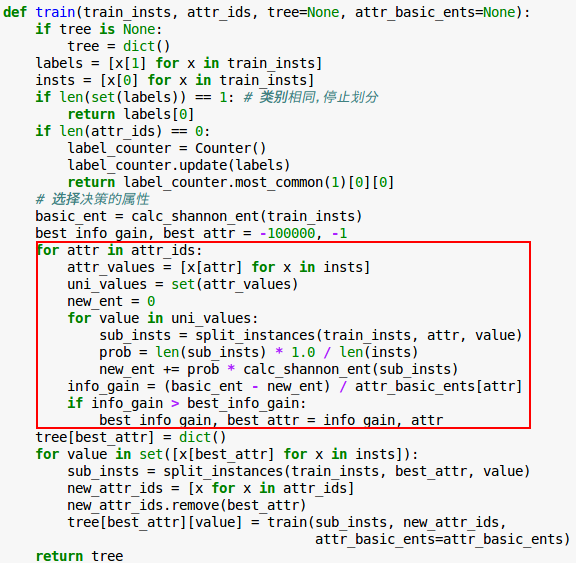 def train(train_insts, attr_ids, tree=None, attr_basic_ents=None):
    if tree is None:
        tree = dict()
    labels = [x[1] for x in train_insts]
    insts = [x[0] for x in train_insts]
    if len(set(labels)) == 1: # 类别相同,停止划分
        return labels[0]
    if len(attr_ids) == 0:
        label_counter = Counter()
        label_counter.update(labels)
        return label_counter.most_common(1)[0][0]
    # 选择决策的属性
    basic_ent = calc_shannon_ent(train_insts)
    best_info_gain, best_attr = -100000, -1
    for attr in attr_ids:
        attr_values = [x[attr] for x in insts]
        uni_values = set(attr_values)
        new_ent = 0
        for value in uni_values:
            sub_insts = split_instances(train_insts, attr, value)
            prob = len(sub_insts) * 1.0 / len(insts)
            new_ent += prob * calc_shannon_ent(sub_insts)
        info_gain = (basic_ent - new_ent) / attr_basic_ents[attr]
        if info_gain > best_info_gain:
            best_info_gain, best_attr = info_gain, attr
    tree[best_attr] = dict()
    for value in set([x[best_attr] for x in insts]):
        sub_insts = split_instances(train_insts, best_attr, value)
        new_attr_ids = [x for x in attr_ids]
        new_attr_ids.remove(best_attr)
        tree[best_attr][value] = train(sub_insts, new_attr_ids,
                                       attr_basic_ents=attr_basic_ents)
    return tree